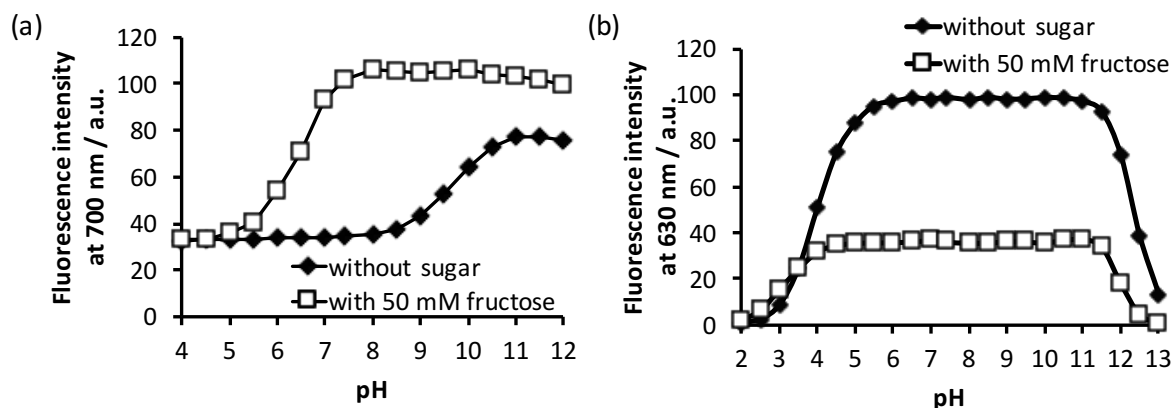 (a)
Fluorescence intensity
at 700 nm / a.u.
120
100
80
60
40
20
0
without sugar
with 50 mM fructose
4 5 6 7 8 9 10 11 12
pH
(b)
Fluorescence intensity
at 630 nm / a.u.
without sugar
with 50 mM fructose
120
100
80
60
40
20
0
2 3 4 5 6 7 8 9 10 11 12 13
pH